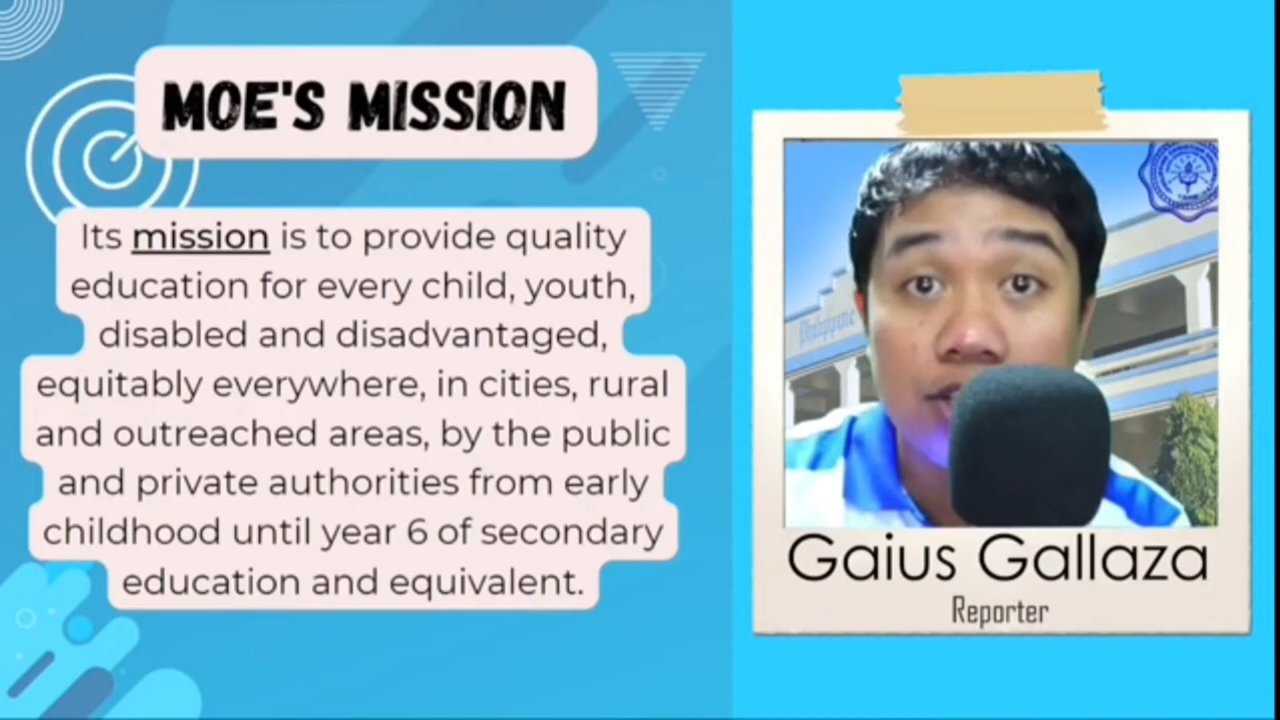 MOE'S MISSION
Its mission is to provide quality
education for every child, youth,
disabled and disadvantaged,
equitably everywhere, in cities, rural
and outreached areas, by the public
and private authorities from early
childhood until year 6 of secondary
education and equivalent.
Philippine
Gaius Gallaza
Reporter